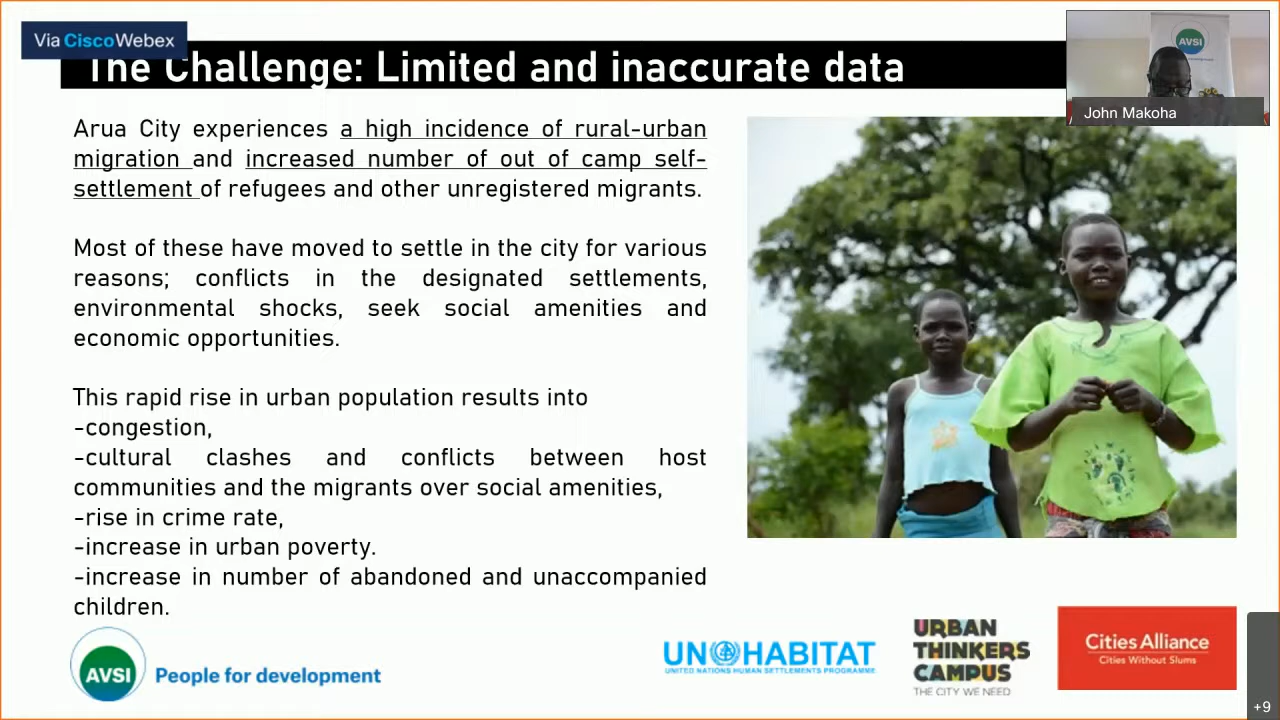 Via Cisco Webex
The Challenge: Limited and inaccurate data
AVSI
John Makoha
Arua City experiences a high incidence of rural-urban
migration and increased number of out of camp self-
settlement of refugees and other unregistered migrants.
Most of these have moved to settle in the city for various
reasons; conflicts in the designated settlements,
environmental shocks, seek social amenities and
economic opportunities.
This rapid rise in urban population results into
-congestion,
-cultural clashes and conflicts between host
communities and the migrants over social amenities,
-rise in crime rate,
-increase in urban poverty.
-increase in number of abandoned and unaccompanied
children.
AVSI
People for development
UN HABITAT
UNITED NATIONS HUMAN SETTLEMENTS PROGRAMME
URBAN
THINKERS
CAMPUS
THE CITY WE NEED
Cities Alliance
Cities Without Slums
+9